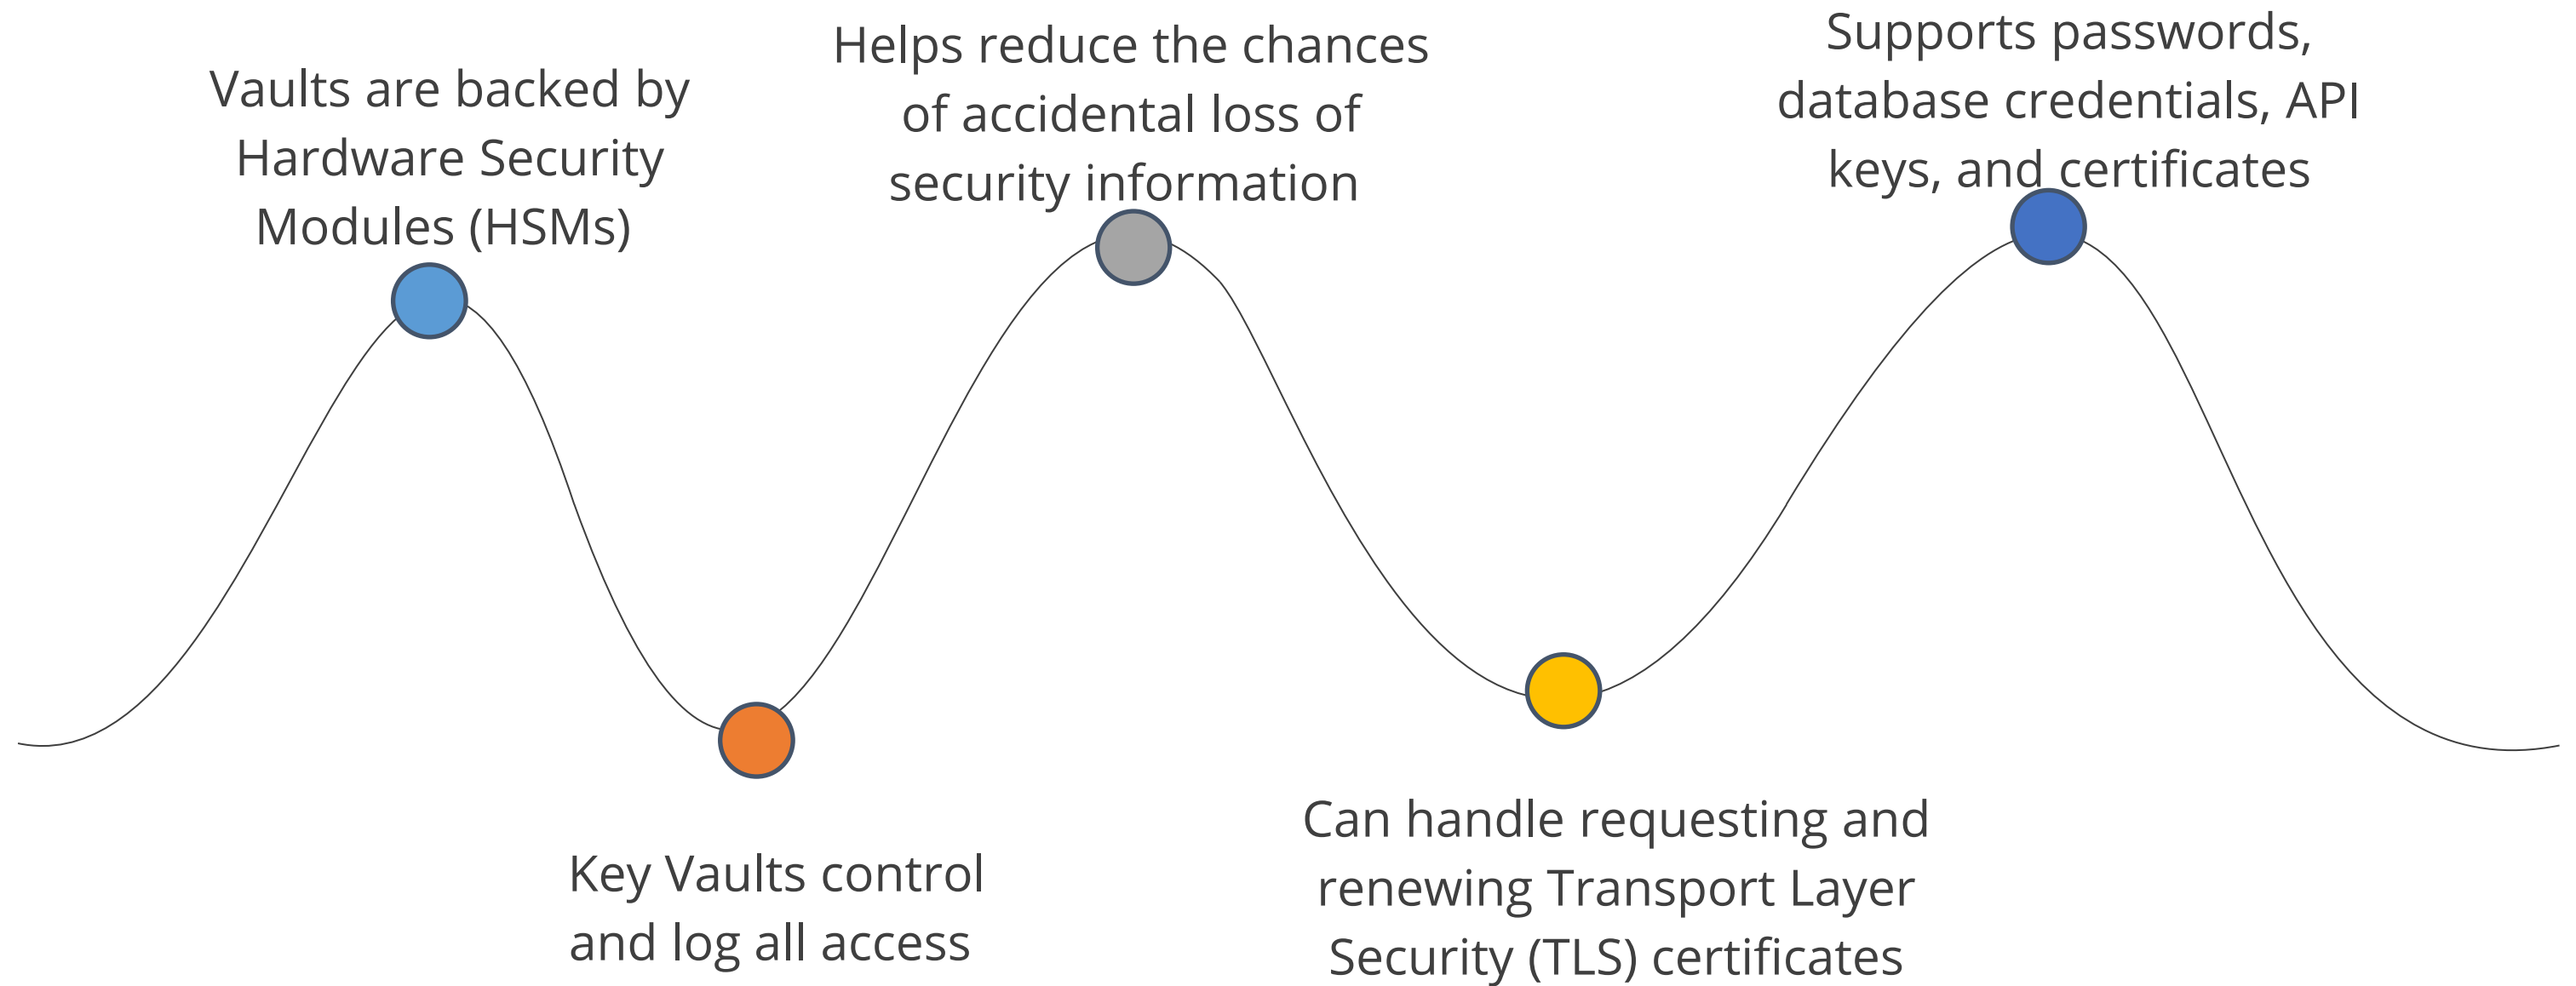 Vaults are backed by
Hardware Security
Modules (HSMs)
Key Vaults control
and log all access
Helps reduce the chances
of accidental loss of
security information
Can handle requesting and
renewing Transport Layer
Security (TLS) certificates
Supports passwords,
database credentials, API
keys, and certificates